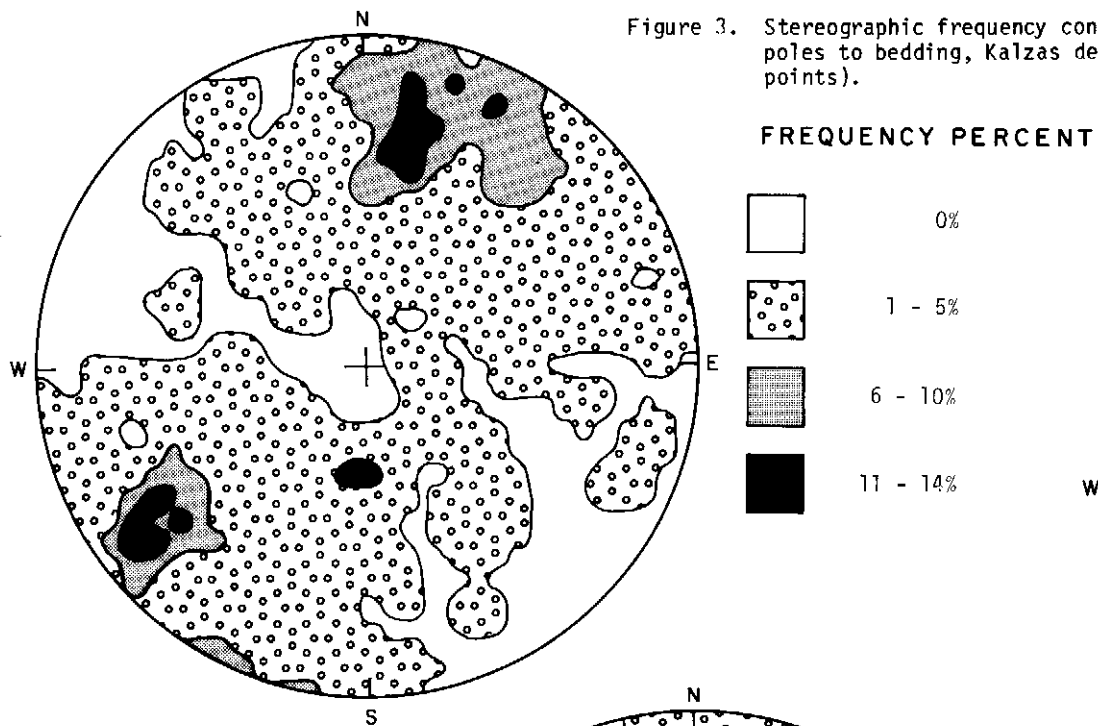 N
Figure 3. Stereographic frequency con
poles to bedding, Kalzas de
points).
FREQUENCY PERCENT
0%
1 - 5%
W E
6 - 10%
11 - 14%
W
S
N